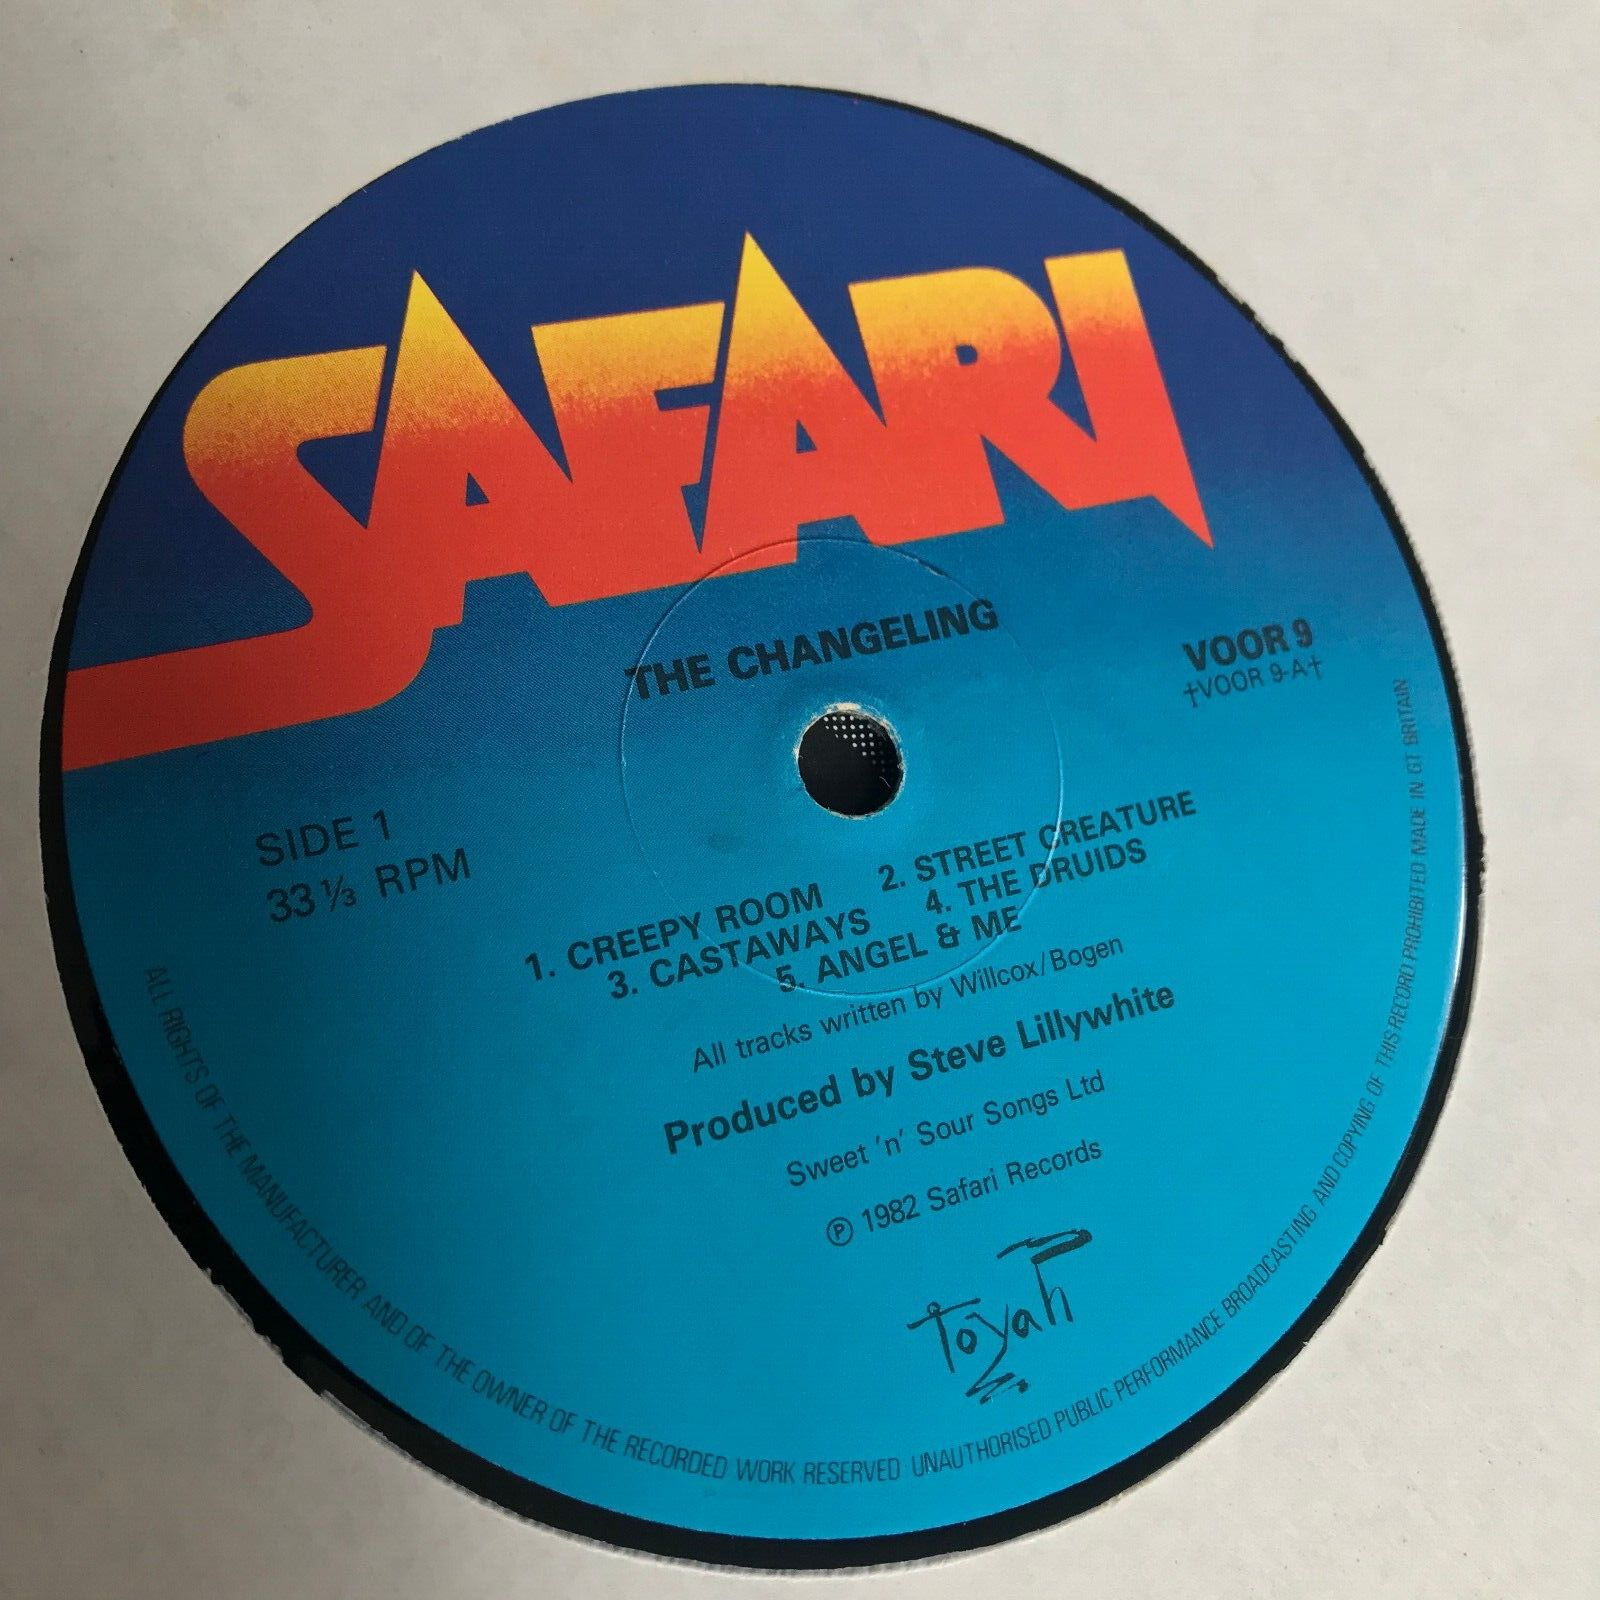 SAFARI
THE CHANGELING
VOOR 9
†VOOR 9-A†
SIDE 1
33⅓ RPM
1. CREEPY ROOM 2. STREET CREATURE
3. CASTAWAYS 4. THE DRUIDS
5. ANGEL & ME
All tracks written by Willcox/Bogen
Produced by Steve Lillywhite
Sweet 'n' Sour Songs Ltd
℗ 1982 Safari Records
toyah
ALL RIGHTS OF THE MANUFACTURER AND OF THE OWNER OF THE RECORDED WORK RESERVED UNAUTHORISED PUBLIC PERFORMANCE BROADCASTING AND COPYING OF THIS RECORD PROHIBITED MADE IN GT BRITAIN